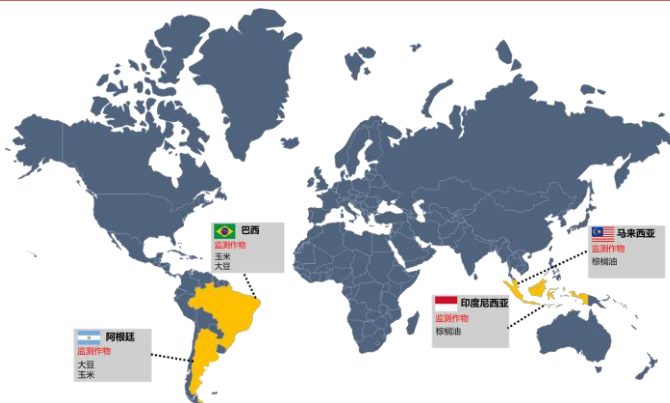 巴西
监测作物
玉米
大豆
马来西亚
监测作物
棕榈油
印度尼西亚
监测作物
棕榈油
阿根廷
监测作物
大豆
玉米